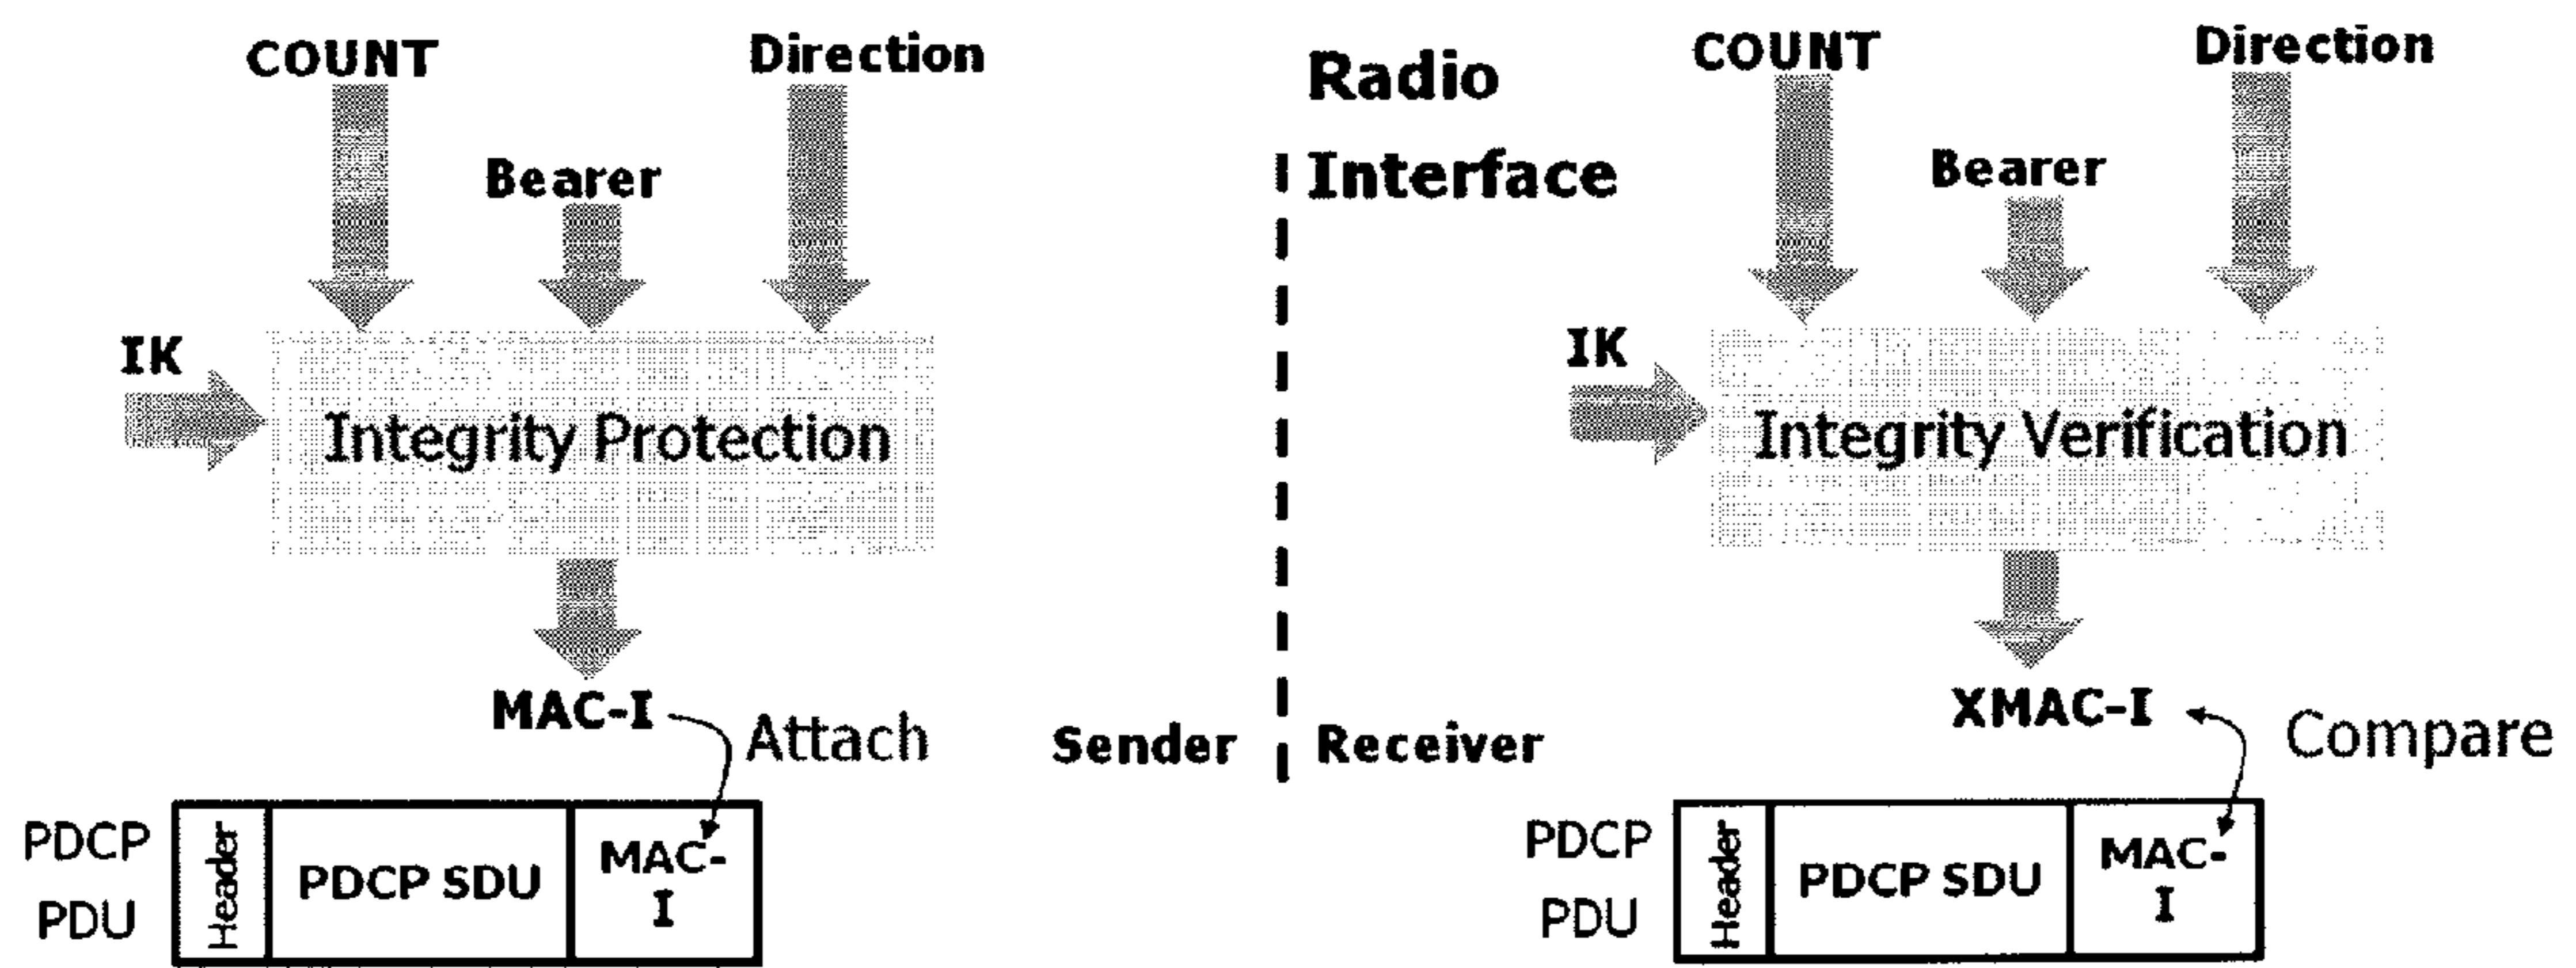 COUNT
Direction
Bearer
IK
Integrity Protection
MAC-I
Attach
PDCP
PDU
Header
PDCP SDU
MAC-
I
Radio
Interface
Sender
Receiver
COUNT
Direction
Bearer
IK
Integrity Verification
XMAC-I
Compare
PDCP
PDU
Header
PDCP SDU
MAC-
I